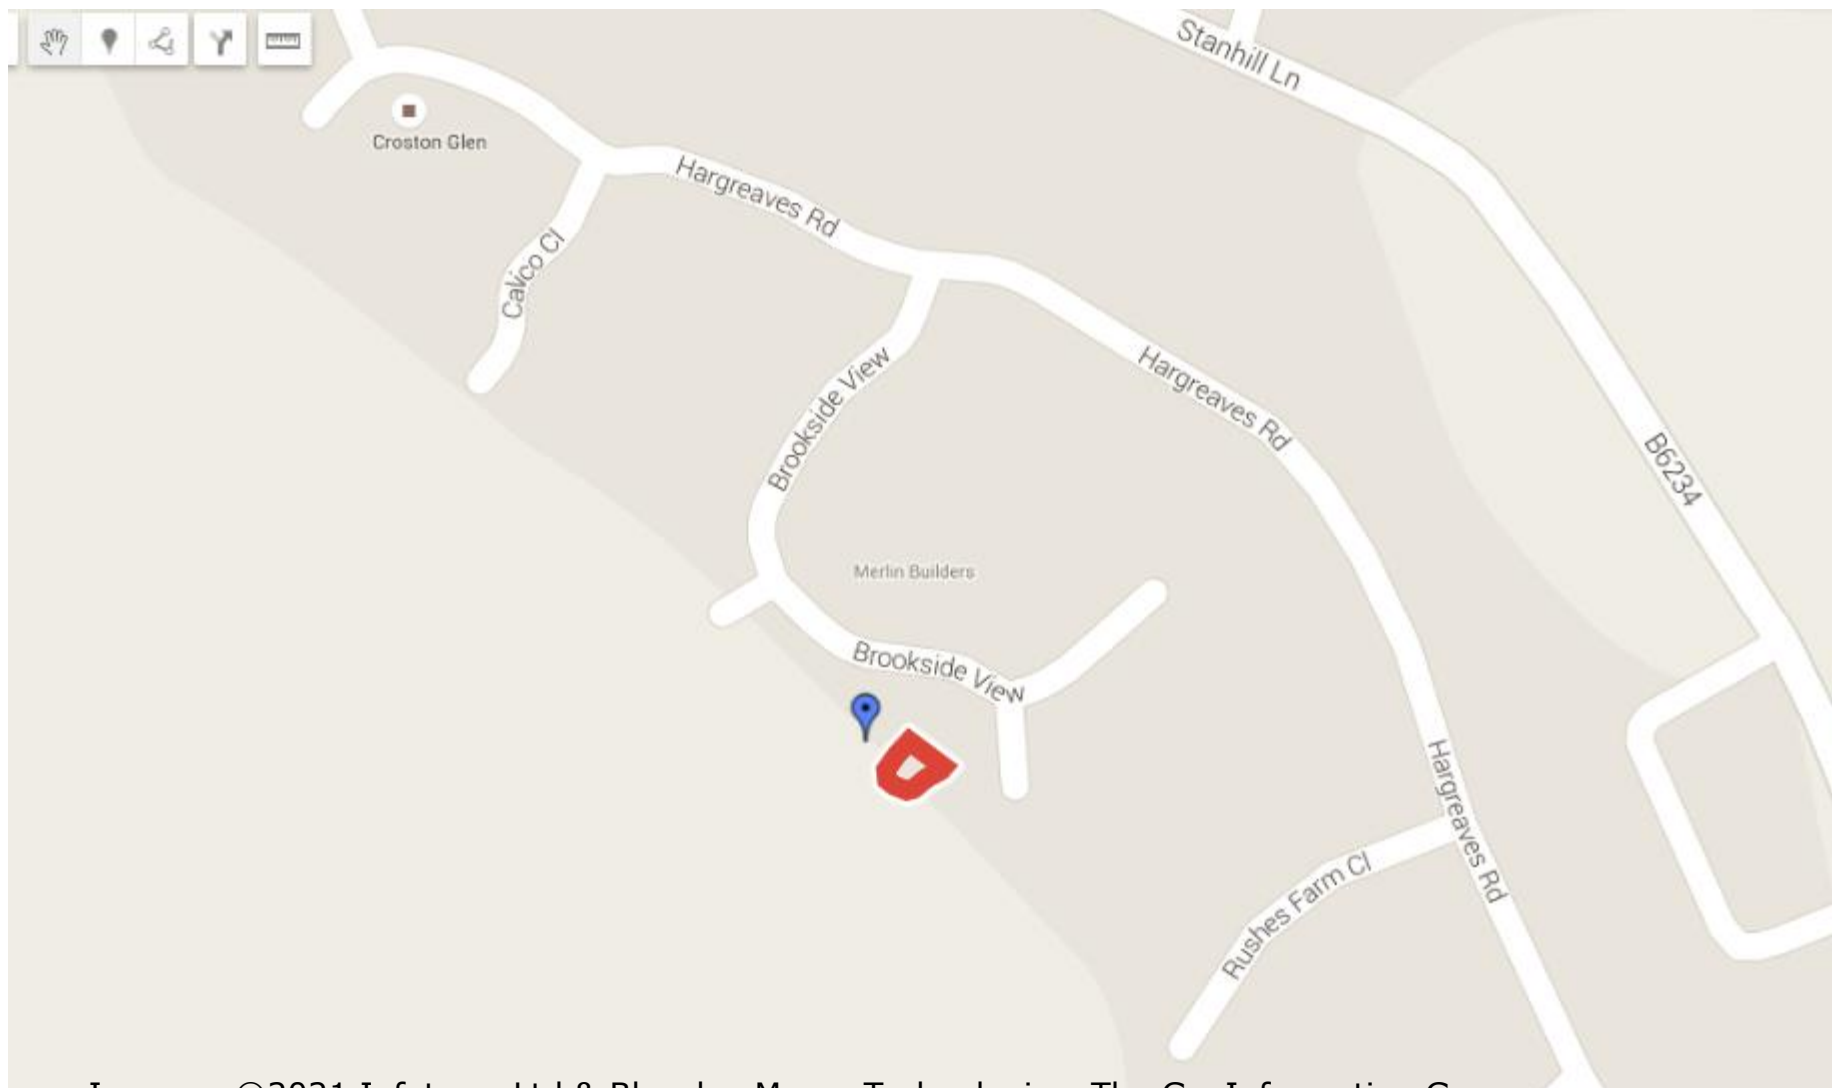 Stanhill Ln
Croston Glen
Hargreaves Rd
Calico Cl
Hargreaves Rd
Brookside View
B6234
Merlin Builders
Brookside View
Hargreaves Rd
Rushes Farm Cl
©2021